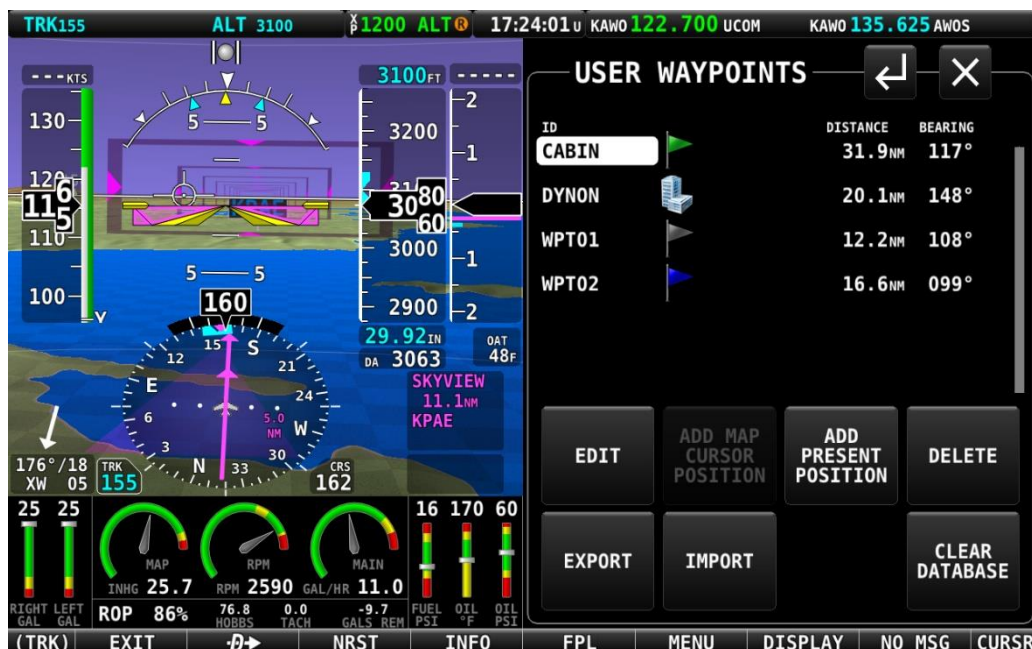 TRK155 ALT 3100 XP1200 ALT R 17:24:01U KAWO 122.700 UCOM KAWO 135.625 AWOS
---KTS
3100FT -----
130
120
116
5
110
100
5 5
5 5
KPAE
3200
3080
60
3000
2900
2
1
1
2
160
29.92IN
DA 3063
OAT
48F
SKYVIEW
11.1NM
KPAE
12 15 S 21 24 W 30 33 N 3 6 E
5.0
NM
176°/18
XW 05
TRK
155
CRS
162
USER WAYPOINTS
ID DISTANCE BEARING
CABIN 31.9NM 117°
DYNON 20.1NM 148°
WPT01 12.2NM 108°
WPT02 16.6NM 099°
EDIT
ADD MAP
CURSOR
POSITION
ADD
PRESENT
POSITION
DELETE
EXPORT
IMPORT
CLEAR
DATABASE
25 25
RIGHT LEFT
GAL GAL
MAP
INHG 25.7
RPM
RPM 2590
MAIN
GAL/HR 11.0
16 170 60
FUEL OIL OIL
PSI °F PSI
ROP 86%
76.8 0.0 -9.7
HOBBS TACH GALS REM
(TRK) EXIT -D→ NRST INFO FPL MENU DISPLAY NO MSG CURSR